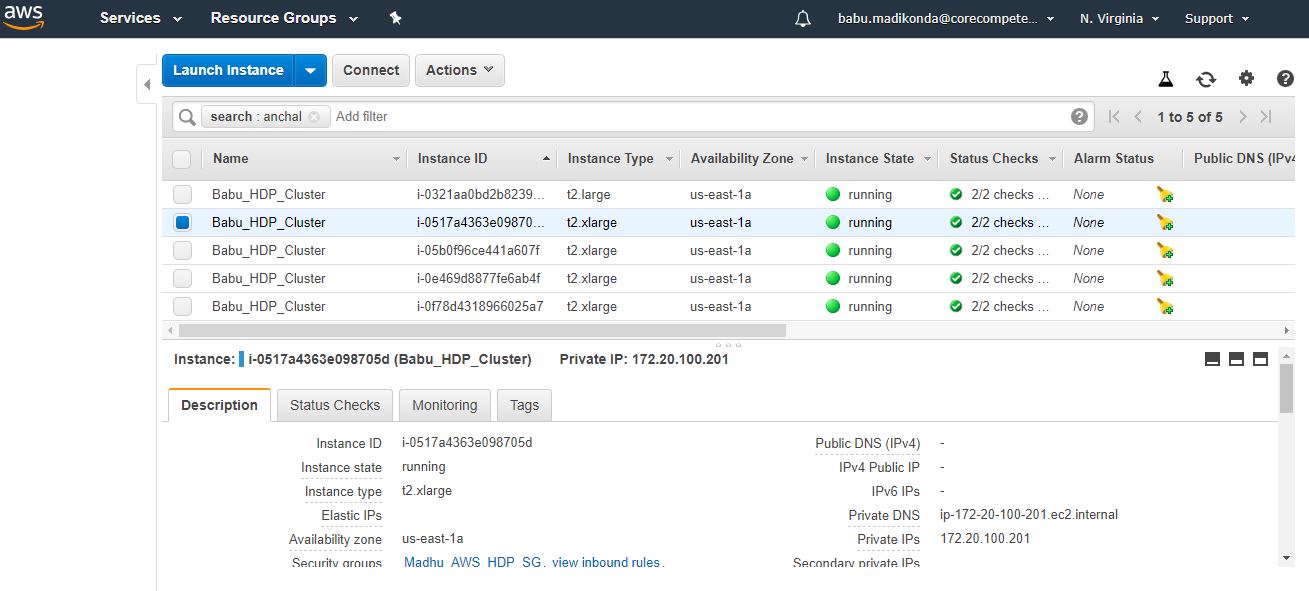 aws Services Resource Groups babu.madikonda@corecompete... N. Virginia Support
Launch Instance Connect Actions
search : anchal Add filter 1 to 5 of 5
Name Instance ID Instance Type Availability Zone Instance State Status Checks Alarm Status Public DNS (IPv4
Babu_HDP_Cluster i-0321aa0bd2b8239... t2.large us-east-1a running 2/2 checks ... None
Babu_HDP_Cluster i-0517a4363e09870... t2.xlarge us-east-1a running 2/2 checks ... None
Babu_HDP_Cluster i-05b0f96ce441a607f t2.xlarge us-east-1a running 2/2 checks ... None
Babu_HDP_Cluster i-0e469d8877fe6ab4f t2.xlarge us-east-1a running 2/2 checks ... None
Babu_HDP_Cluster i-0f78d4318966025a7 t2.xlarge us-east-1a running 2/2 checks ... None
Instance: i-0517a4363e098705d (Babu_HDP_Cluster) Private IP: 172.20.100.201
Description Status Checks Monitoring Tags
Instance ID i-0517a4363e098705d Public DNS (IPv4) -
Instance state running IPv4 Public IP -
Instance type t2.xlarge IPv6 IPs -
Elastic IPs Private DNS ip-172-20-100-201.ec2.internal
Availability zone us-east-1a Private IPs 172.20.100.201
Security groups Madhu_AWS_HDP_SG. view inbound rules. Secondary private IPs